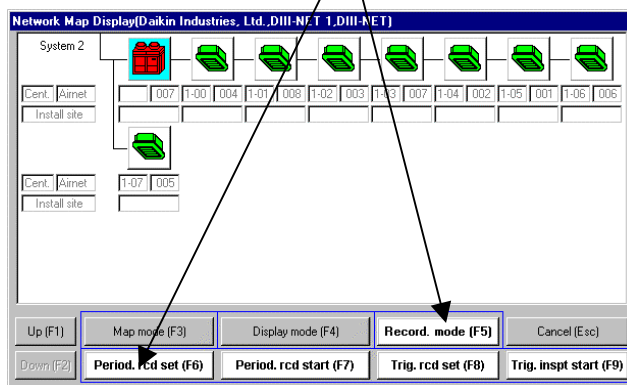 Network Map Display(Daikin Industries, Ltd.,DIII-NET 1,DIII-NET)
System 2
Cent. Airnet 007 1-00 004 1-01 008 1-02 003 1-03 007 1-04 002 1-05 001 1-06 006
Install site
Cent. Airnet 1-07 005
Install site
Up (F1) Map mode (F3) Display mode (F4) Record. mode (F5) Cancel (Esc)
Down (F2) Period. rcd set (F6) Period. rcd start (F7) Trig. rcd set (F8) Trig. inspt start (F9)